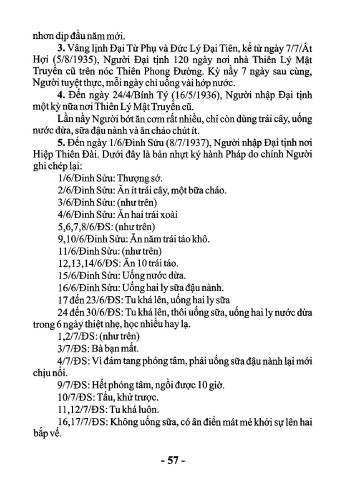 nhơn dịp đầu năm mới.
3. Vâng lịnh Đại Từ Phụ và Đức Lý Đại Tiên, kể từ ngày 7/7/Ất
Hợi (5/8/1935), Người Đại tịnh 120 ngày nơi nhà Thiên Lý Mật
Truyền cũ trên nóc Thiên Phong Đường. Kỳ nầy 7 ngày sau cùng,
Người tuyệt thực, mỗi ngày chỉ uống vài hớp nước.
4. Đến ngày 24/4/Bính Tý (16/5/1936), Người nhập Đại tịnh
một kỳ nữa nơi Thiên Lý Mật Truyền cũ.
Lần nầy Người bớt ăn cơm rất nhiều, chỉ còn dùng trái cây, uống
nước dừa, sữa đậu nành và ăn cháo chút ít.
5. Đến ngày 1/6/Đinh Sửu (8/7/1937), Người nhập Đại tịnh nơi
Hiệp Thiên Đài. Dưới đây là bản nhựt ký hành Pháp do chính Người
ghi chép lại:
1/6/Đinh Sửu: Thượng sớ.
2/6/Đinh Sửu: Ăn ít trái cây, một bữa cháo.
3/6/Đinh Sửu: (như trên)
4/6/Đinh Sửu: Ăn hai trái xoài
5,6,7,8/6/ĐS: (như trên)
9,10/6/Đinh Sửu: Ăn năm trái táo khô.
11/6/Đinh Sửu: (như trên)
12,13,14/6/ĐS: Ăn 10 trái táo.
15/6/Đinh Sửu: Uống nước dừa.
16/6/Đinh Sửu: Uống hai ly sữa đậu nành.
17 đến 23/6/ĐS: Tu khá lên, uống hai ly sữa
24 đến 30/6/ĐS: Tu khá lên, thôi uống sữa, uống hai ly nước dừa
trong 6 ngày thiệt nhẹ, học nhiều hay lạ.
1,2/7/ĐS: (như trên)
3/7/ĐS: Bà bạn mất.
4/7/ĐS: Vì đám tang phóng tâm, phải uống sữa đậu nành lại mới
chịu nổi.
9/7/ĐS: Hết phóng tâm, ngồi được 10 giờ.
10/7/ĐS: Tẩu, khử trược.
11,12/7/ĐS: Tu khá luôn.
16,17/7/ĐS: Không uống sữa, có ân điển mát mẻ khởi sự lên hai
bắp vế.
- 57 -